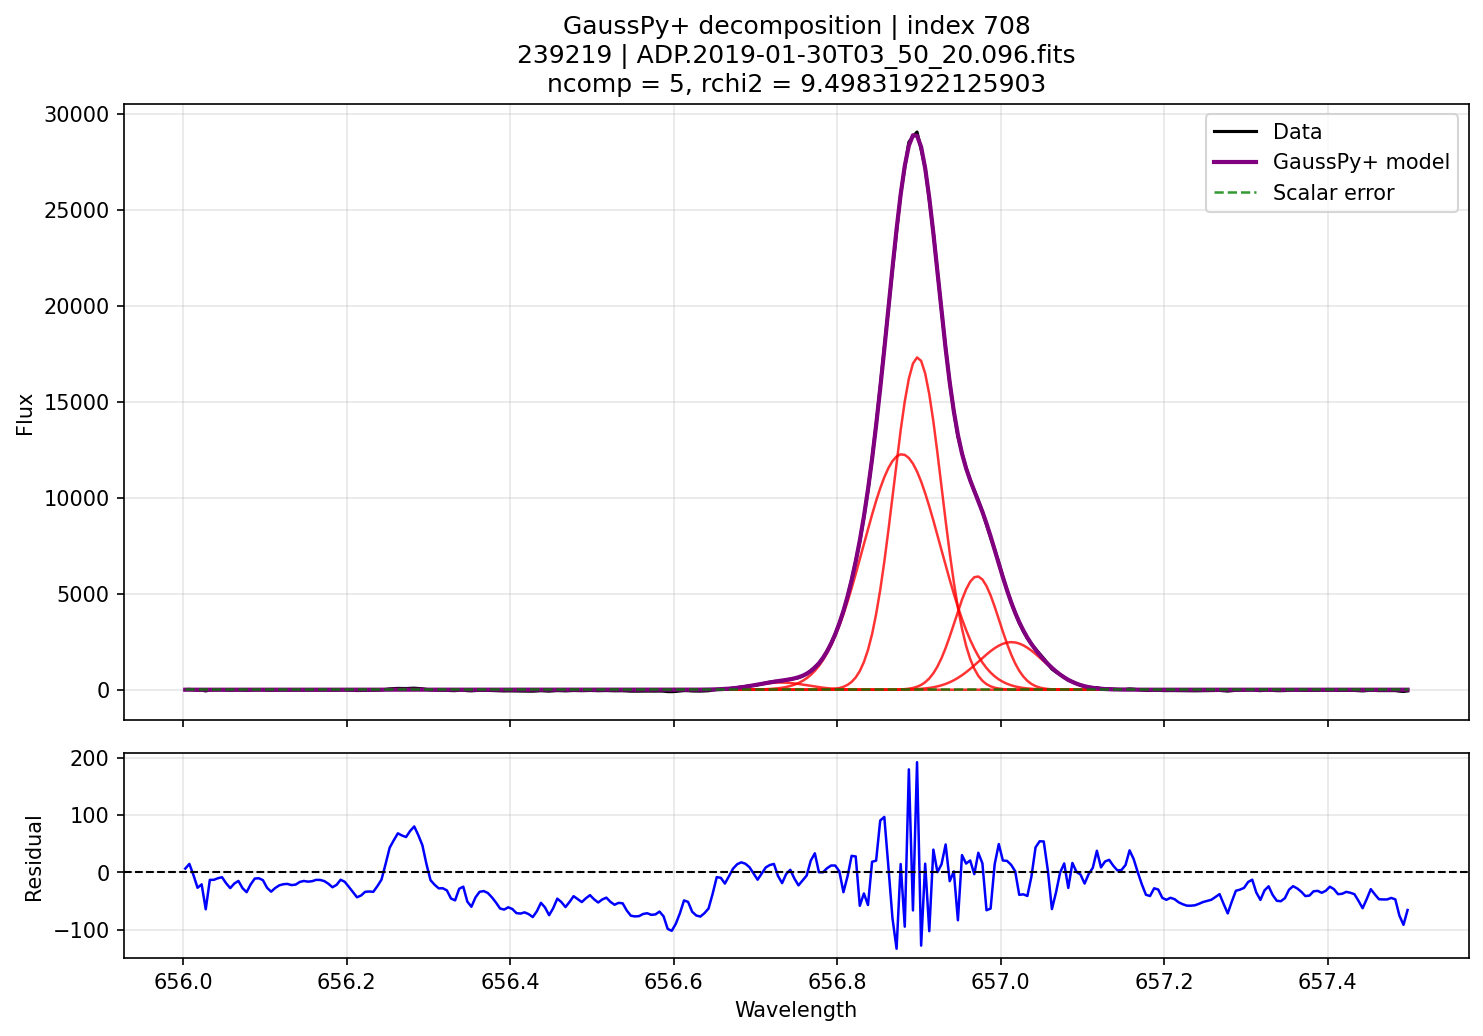 GaussPy+ decomposition | index 708
239219 | ADP.2019-01-30T03_50_20.096.fits
ncomp = 5, rchi2 = 9.49831922125903
30000
25000
20000
15000
10000
5000
0
Flux
Data
GaussPy+ model
Scalar error
200
100
0
−100
Residual
656.0
656.2
656.4
656.6
656.8
657.0
657.2
657.4
Wavelength